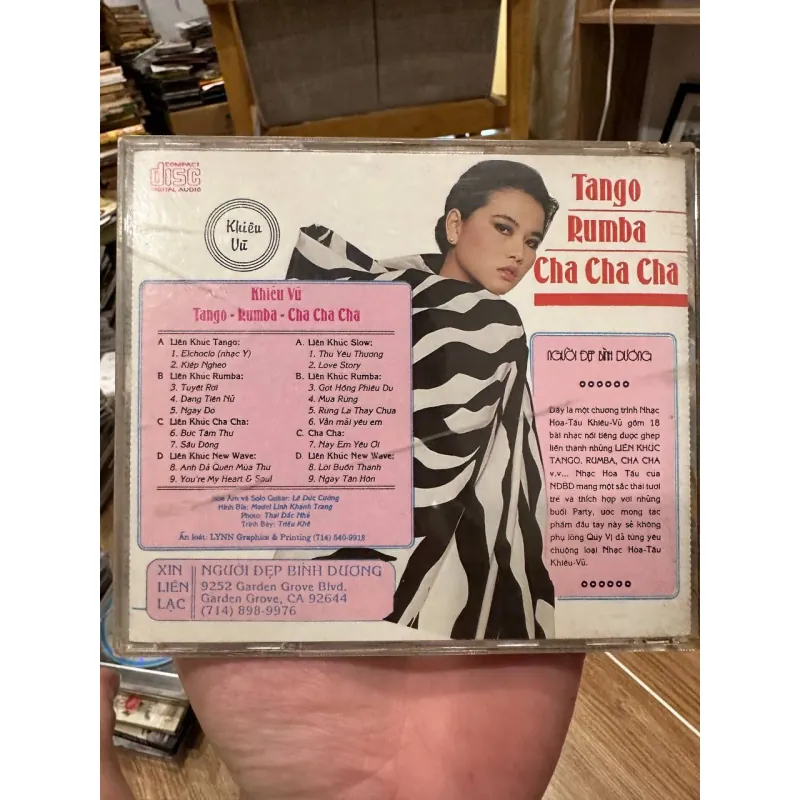 COMPACT
disc
DIGITAL AUDIO
Khiêu
Vũ
Tango
Rumba
Cha Cha Cha
Khiêu Vũ
Tango - Rumba - Cha Cha Cha
A Liên Khúc Tango:
1. Elchoclo (nhạc Ý)
2. Kiếp Nghèo
B Liên Khúc Rumba:
3. Tuyết Rơi
4. Dang Tiên Nữ
5. Ngay Đó
C Liên Khúc Cha Cha:
6. Bức Tâm Thư
7. Sầu Đông
D Liên Khúc New Wave:
8. Anh Đã Quen Mùa Thu
9. You're My Heart & Soul
A. Liên Khúc Slow:
1. Thu Yêu Thương
2. Love Story
B. Liên Khúc Rumba:
3. Gót Hồng Phiêu Du
4. Mưa Rừng
5. Rừng Lá Thay Chưa
6. Vẫn mãi yêu em
C. Cha Cha:
7. Này Em Yêu Ơi
D. Liên Khúc New Wave:
8. Lời Buồn Thánh
9. Ngày Tân Hôn
Hòa Âm và Solo Guitar: Lê Đức Cường
Hình Bìa: Model Linh Khánh Trang
Photo: Thái Đắc Nhã
Trình Bày: Triệu Khê
Ấn loát: LYNN Graphics & Printing (714) 540-9918
XIN
LIÊN
LẠC
NGƯỜI ĐẸP BÌNH DƯƠNG
9252 Garden Grove Blvd.
Garden Grove, CA 92644
(714) 898-9976
NGƯỜI ĐẸP BÌNH DƯƠNG
Đây là một chương trình Nhạc
Hoa-Tấu Khiêu-Vũ gồm 18
bài nhạc nổi tiếng được ghép
liên thành những LIÊN KHÚC
TANGO, RUMBA, CHA CHA
v.v... Nhạc Hoa Tấu của
NDBD mang một sắc thái tươi
trẻ và thích hợp với những
buổi Party, ước mong tác
phẩm đầu tay này sẽ không
phụ lòng Quý Vị đã từng yêu
chuộng loại Nhạc Hoa-Tấu
Khiêu-Vũ.